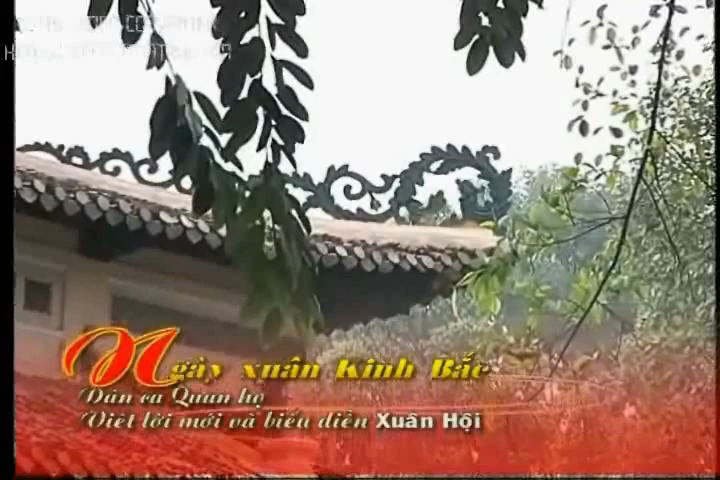 Ngày xuân Kinh Bắc
Dân ca Quan họ
Viết lời mới và biểu diễn Xuân Hội